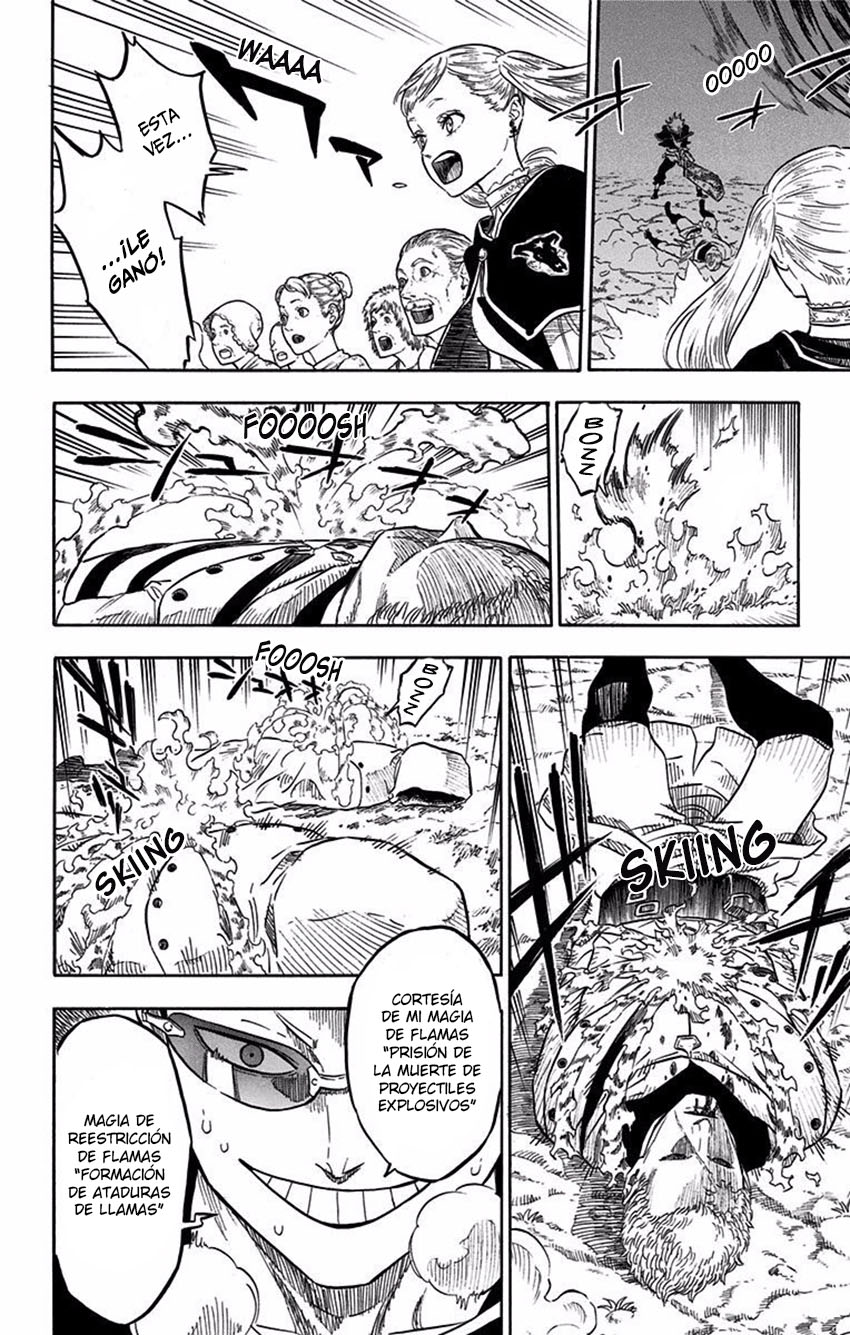 OOOOO
WAAAA
ESTA
VEZ...
...¡LE
GANÓ!
BOZZ
FOOOOSH
SKIING
FOOOSH
BOZZ
SKIING
CORTESÍA
DE MI MAGIA
DE FLAMAS
"PRISIÓN DE
LA MUERTE DE
PROYECTILES
EXPLOSIVOS"
MAGIA DE
REESTRICCIÓN
DE FLAMAS
"FORMACIÓN
DE ATADURAS
DE LLAMAS"